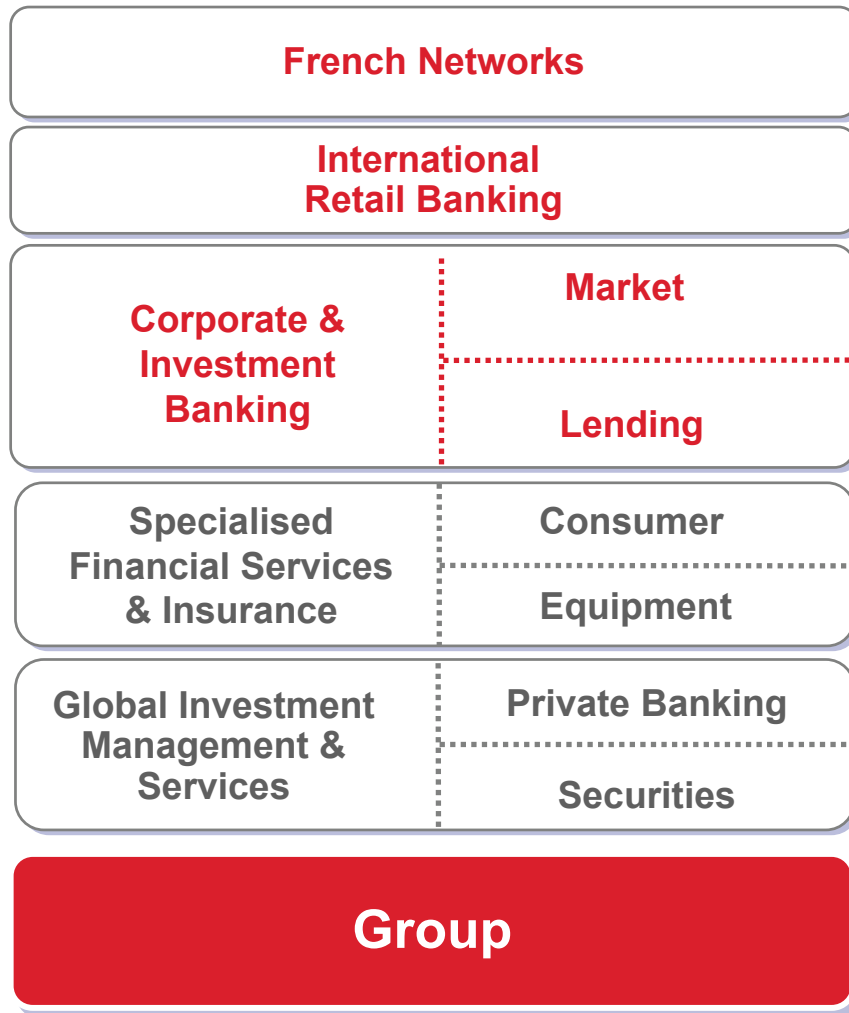 French Networks
International
Retail Banking
Corporate &
Investment
Banking
Market
Lending
Specialised
Financial Services
& Insurance
Consumer
Equipment
Global Investment
Management &
Services
Private Banking
Securities
Group